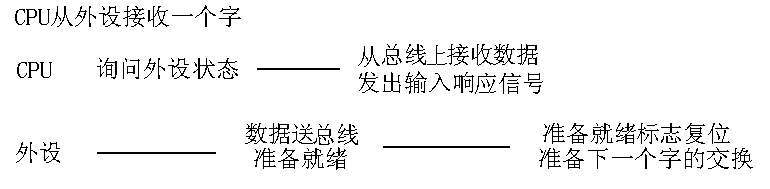 CPU从外设接收一个字
CPU 询问外设状态 从总线上接收数据
发出输入响应信号
外设 数据送总线
准备就绪
准备就绪标志复位
准备下一个字的交换